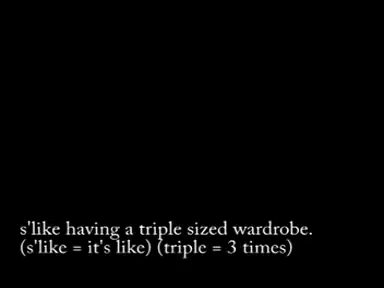 s'like having a triple sized wardrobe.
(s'like = it's like) (triple = 3 times)